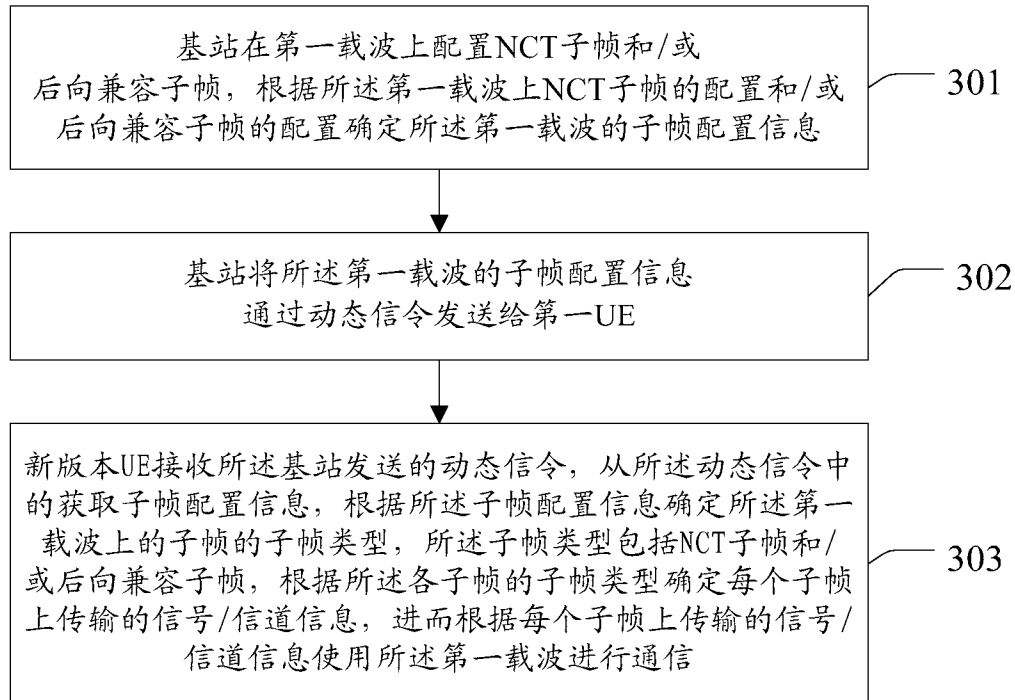 基站在第一载波上配置NCT子帧和/或
后向兼容子帧，根据所述第一载波上NCT子帧的配置和/或
后向兼容子帧的配置确定所述第一载波的子帧配置信息
301
基站将所述第一载波的子帧配置信息
通过动态信令发送给第一UE
302
新版本UE接收所述基站发送的动态信令，从所述动态信令中
的获取子帧配置信息，根据所述子帧配置信息确定所述第一
载波上的子帧的子帧类型，所述子帧类型包括NCT子帧和/
或后向兼容子帧，根据所述各子帧的子帧类型确定每个子帧
上传输的信号/信道信息，进而根据每个子帧上传输的信号/
信道信息使用所述第一载波进行通信
303